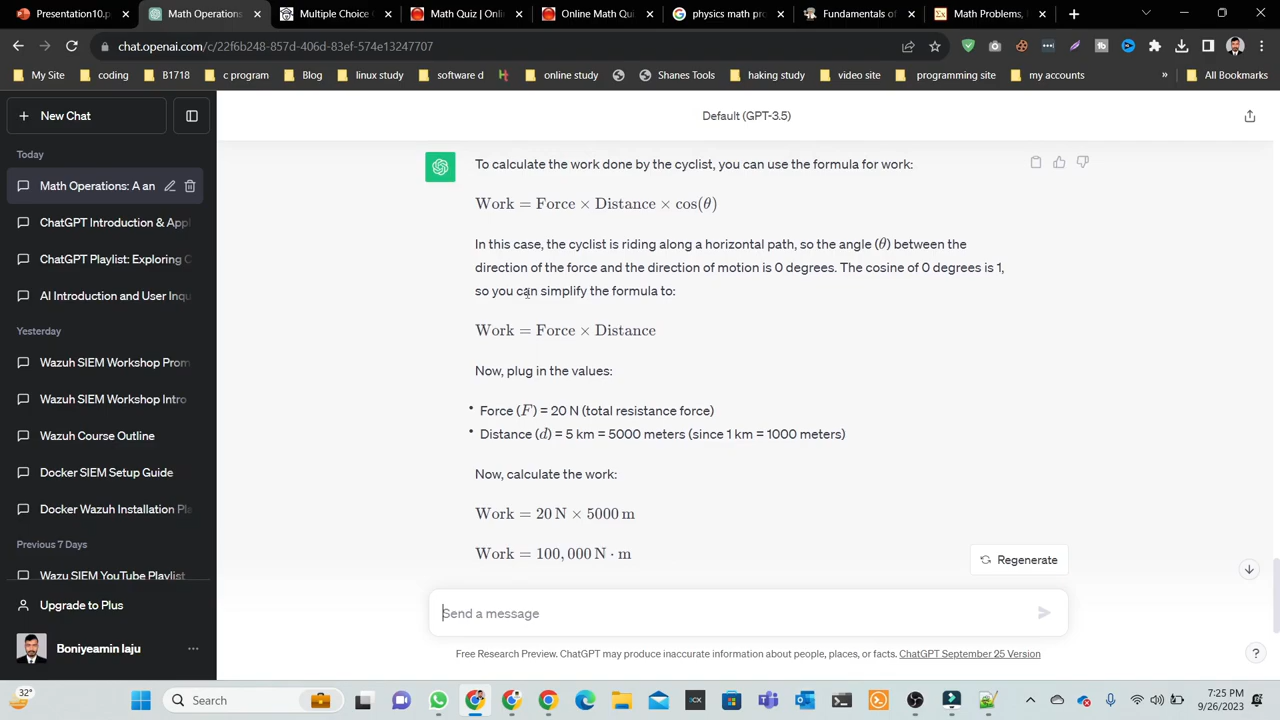 Math Operations
Multiple Choice
Math Quiz
Online Math Qui
physics math pro
Fundamentals of
Math Problems,
chat.openai.com/c/22f6b248-857d-406d-83ef-574e13247707
My Site
coding
B1718
c program
Blog
linux study
software d
online study
Shanes Tools
haking study
video site
programming site
my accounts
»
All Bookmarks
New Chat
Default (GPT-3.5)
Today
Math Operations: A an
ChatGPT Introduction & Appl
ChatGPT Playlist: Exploring C
AI Introduction and User Inqu
Yesterday
Wazuh SIEM Workshop Prom
Wazuh SIEM Workshop Intro
Wazuh Course Outline
Docker SIEM Setup Guide
Docker Wazuh Installation Pla
Previous 7 Days
Wazu SIEM YouTube Playlist
Upgrade to Plus
Boniyeamin laju
To calculate the work done by the cyclist, you can use the formula for work:
Work = Force × Distance × cos(θ)
In this case, the cyclist is riding along a horizontal path, so the angle (θ) between the
direction of the force and the direction of motion is 0 degrees. The cosine of 0 degrees is 1,
so you can simplify the formula to:
Work = Force × Distance
Now, plug in the values:
• Force (F) = 20 N (total resistance force)
• Distance (d) = 5 km = 5000 meters (since 1 km = 1000 meters)
Now, calculate the work:
Work = 20 N × 5000 m
Work = 100, 000 N · m
Regenerate
Send a message
Free Research Preview. ChatGPT may produce inaccurate information about people, places, or facts. ChatGPT September 25 Version
?
32°
Search
7:25 PM
9/26/2023